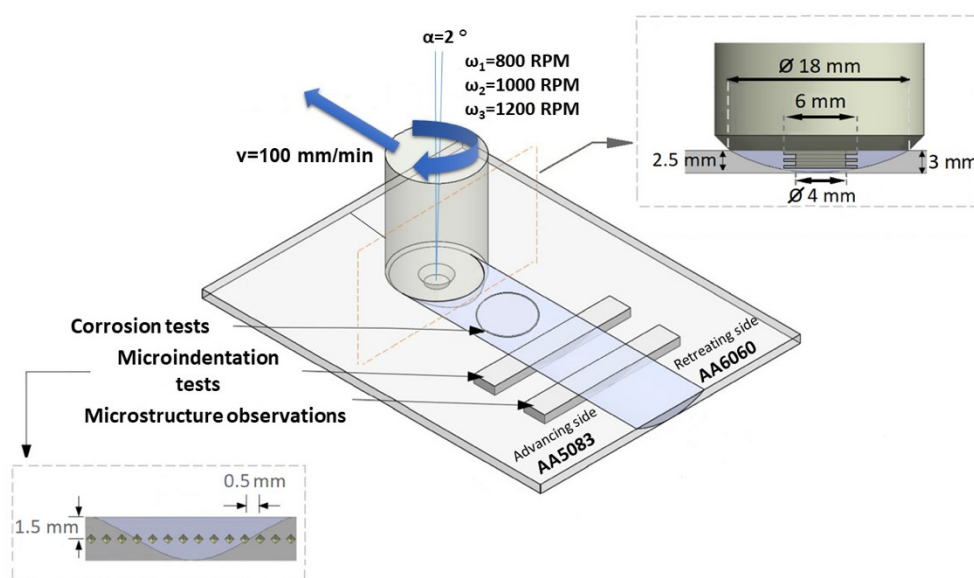 α=2 °
ω₁=800 RPM
ω₂=1000 RPM
ω₃=1200 RPM
v=100 mm/min
Ø 18 mm
6 mm
2.5 mm
3 mm
Ø 4 mm
Corrosion tests
Microindentation
tests
Microstructure observations
Retreating side
AA6060
Advancing side
AA5083
0.5 mm
1.5 mm